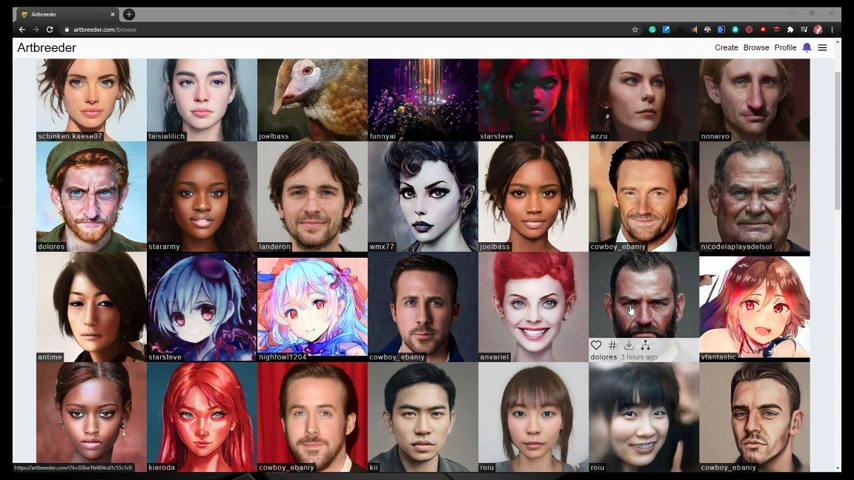 Artbreeder
artbreeder.com/browse
Artbreeder
Create Browse Profile
schinken.kaese07
taisialilich
joelbass
funnyai
starsteve
azzu
nonaivo
dolores
stararmy
landeron
wmx77
joelbass
cowboy_ebaniy
nicodelaplayadelsol
antime
starsteve
nightowl1204
cowboy_ebaniy
anvariel
dolores 3 hours ago
vfantastic
kieroda
cowboy_ebaniy
kii
roiu
roiu
cowboy_ebaniy